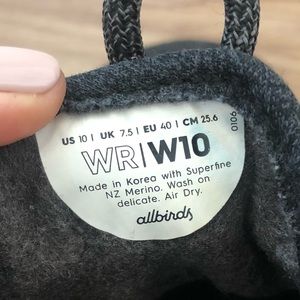 US 10 | UK 7.5 | EU 40 | CM 25.6
WR|W10
Made in Korea with Superfine
NZ Merino. Wash on
delicate. Air Dry.
allbirds
0106